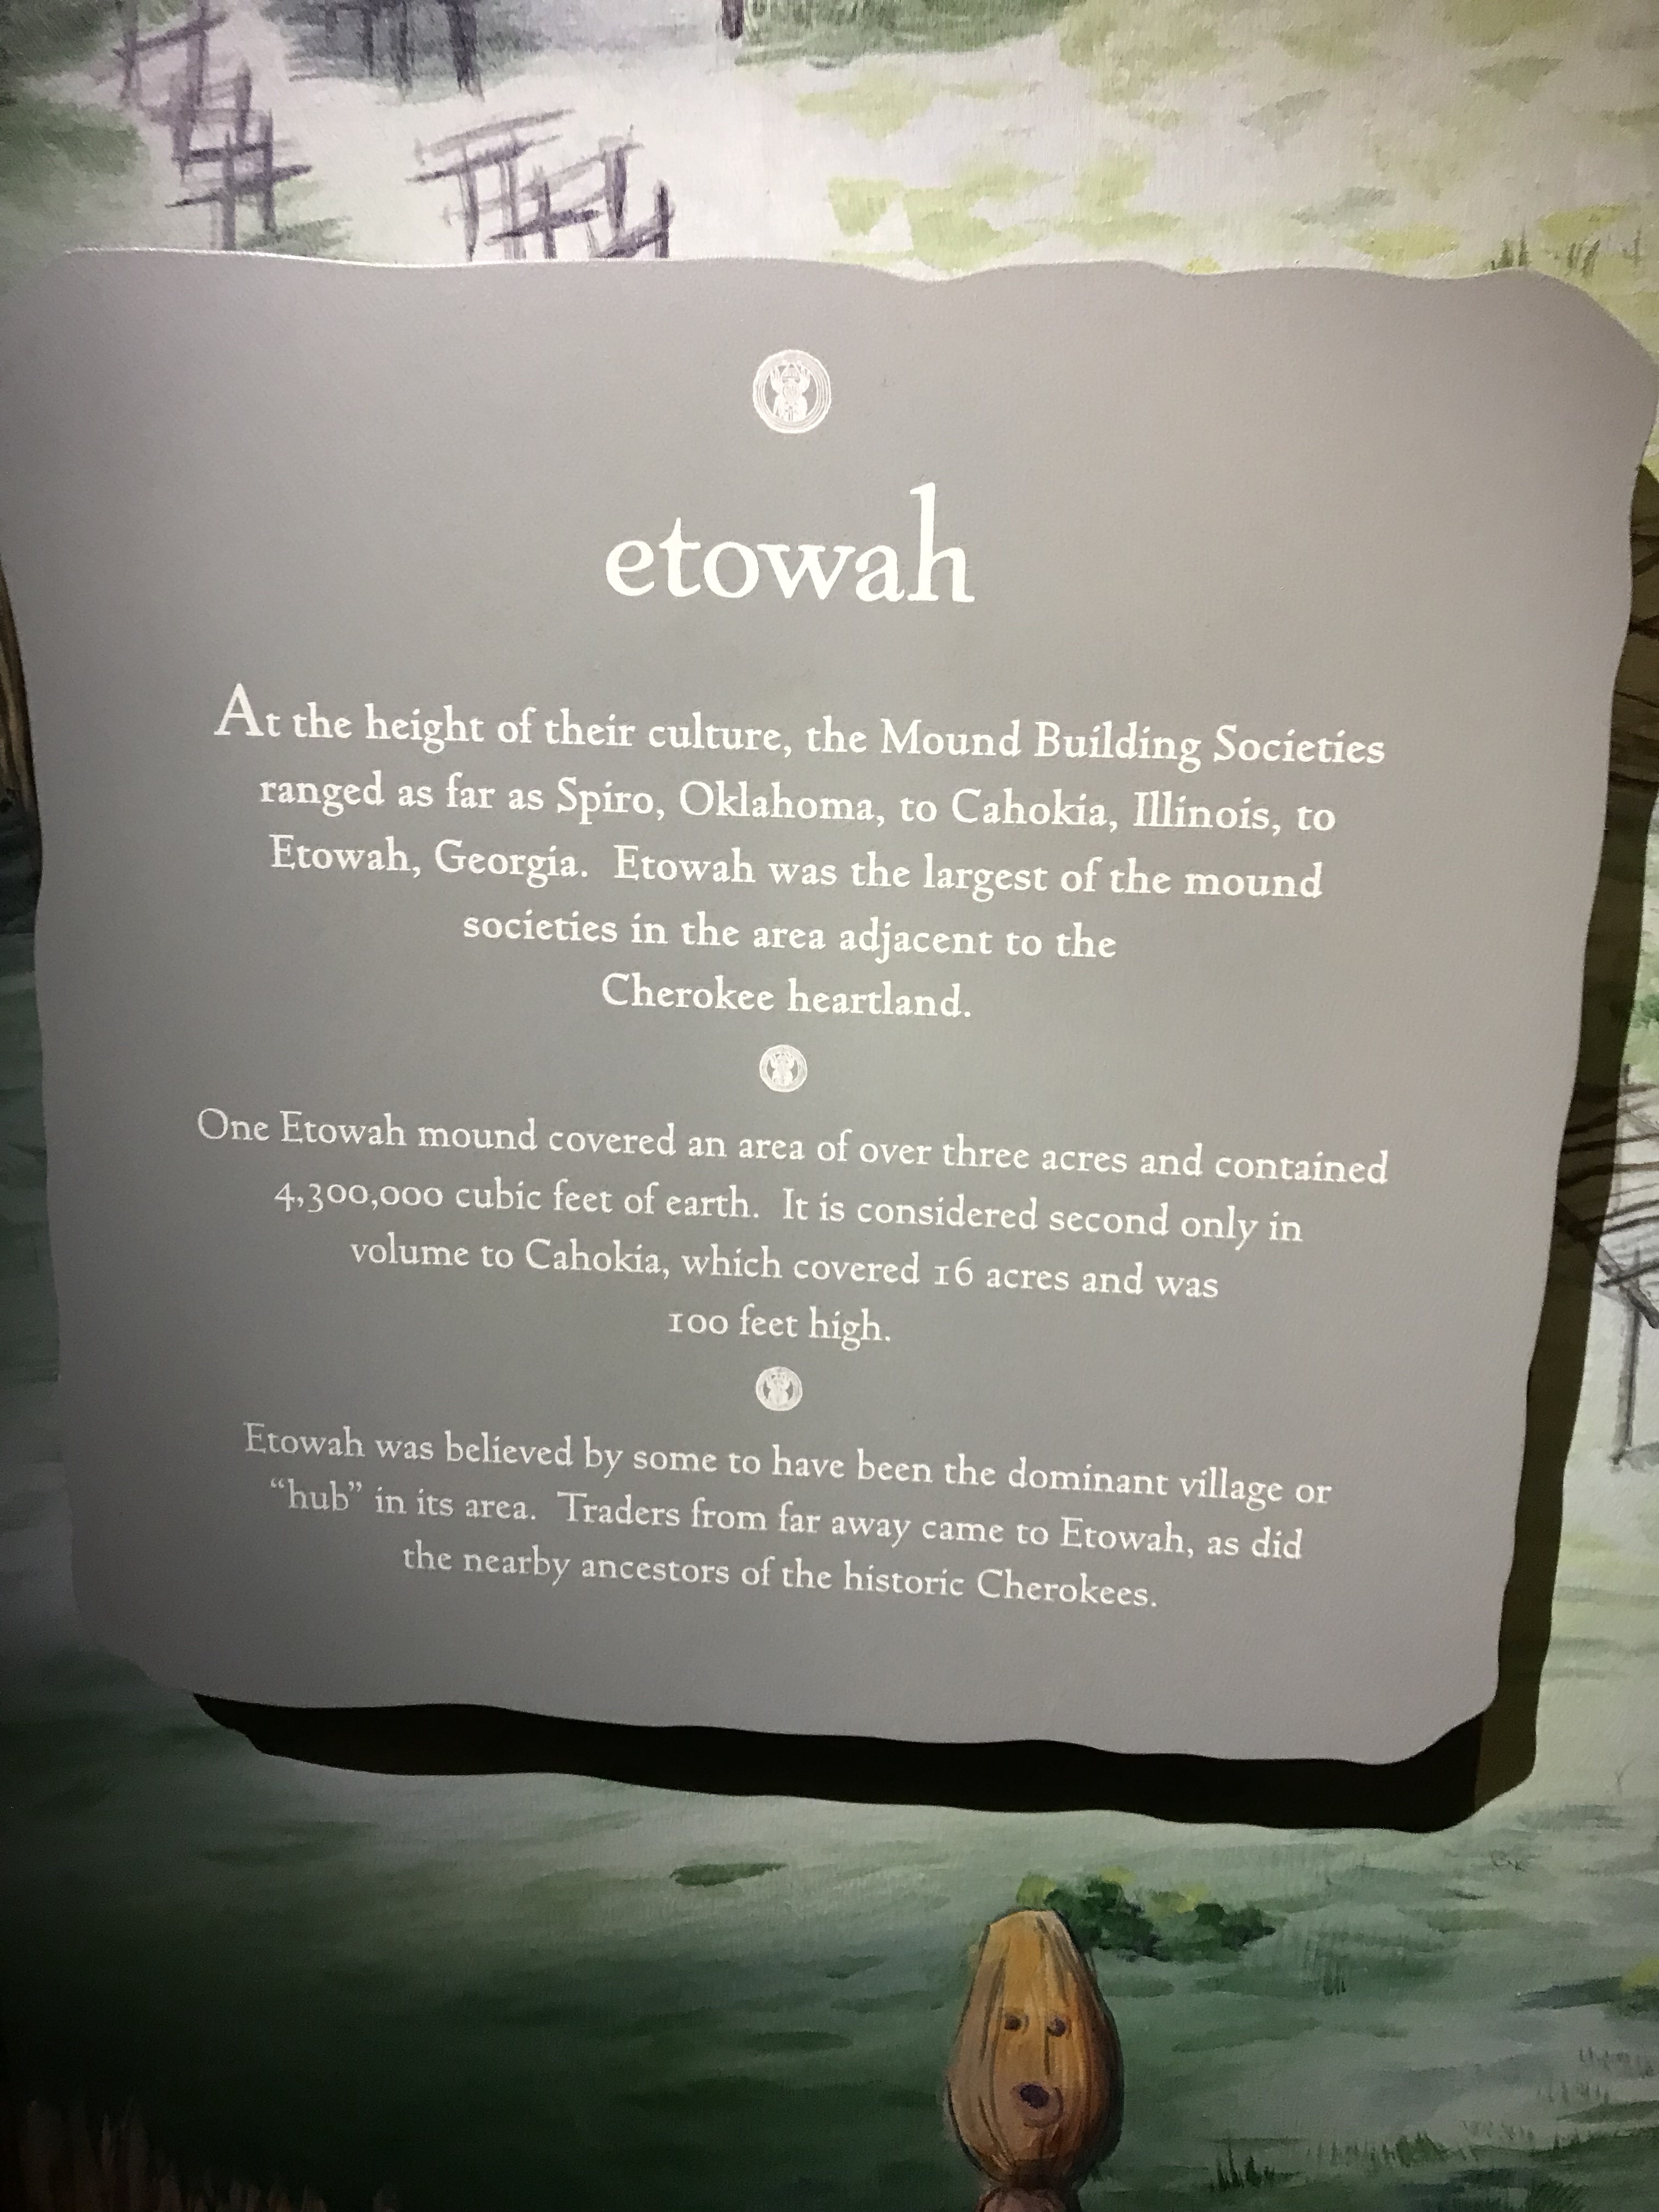 etowah
At the height of their culture, the Mound Building Societies
ranged as far as Spiro, Oklahoma, to Cahokia, Illinois, to
Etowah, Georgia. Etowah was the largest of the mound
societies in the area adjacent to the
Cherokee heartland.
One Etowah mound covered an area of over three acres and contained
4,300,000 cubic feet of earth. It is considered second only in
volume to Cahokia, which covered 16 acres and was
100 feet high.
Etowah was believed by some to have been the dominant village or
“hub” in its area. Traders from far away came to Etowah, as did
the nearby ancestors of the historic Cherokees.